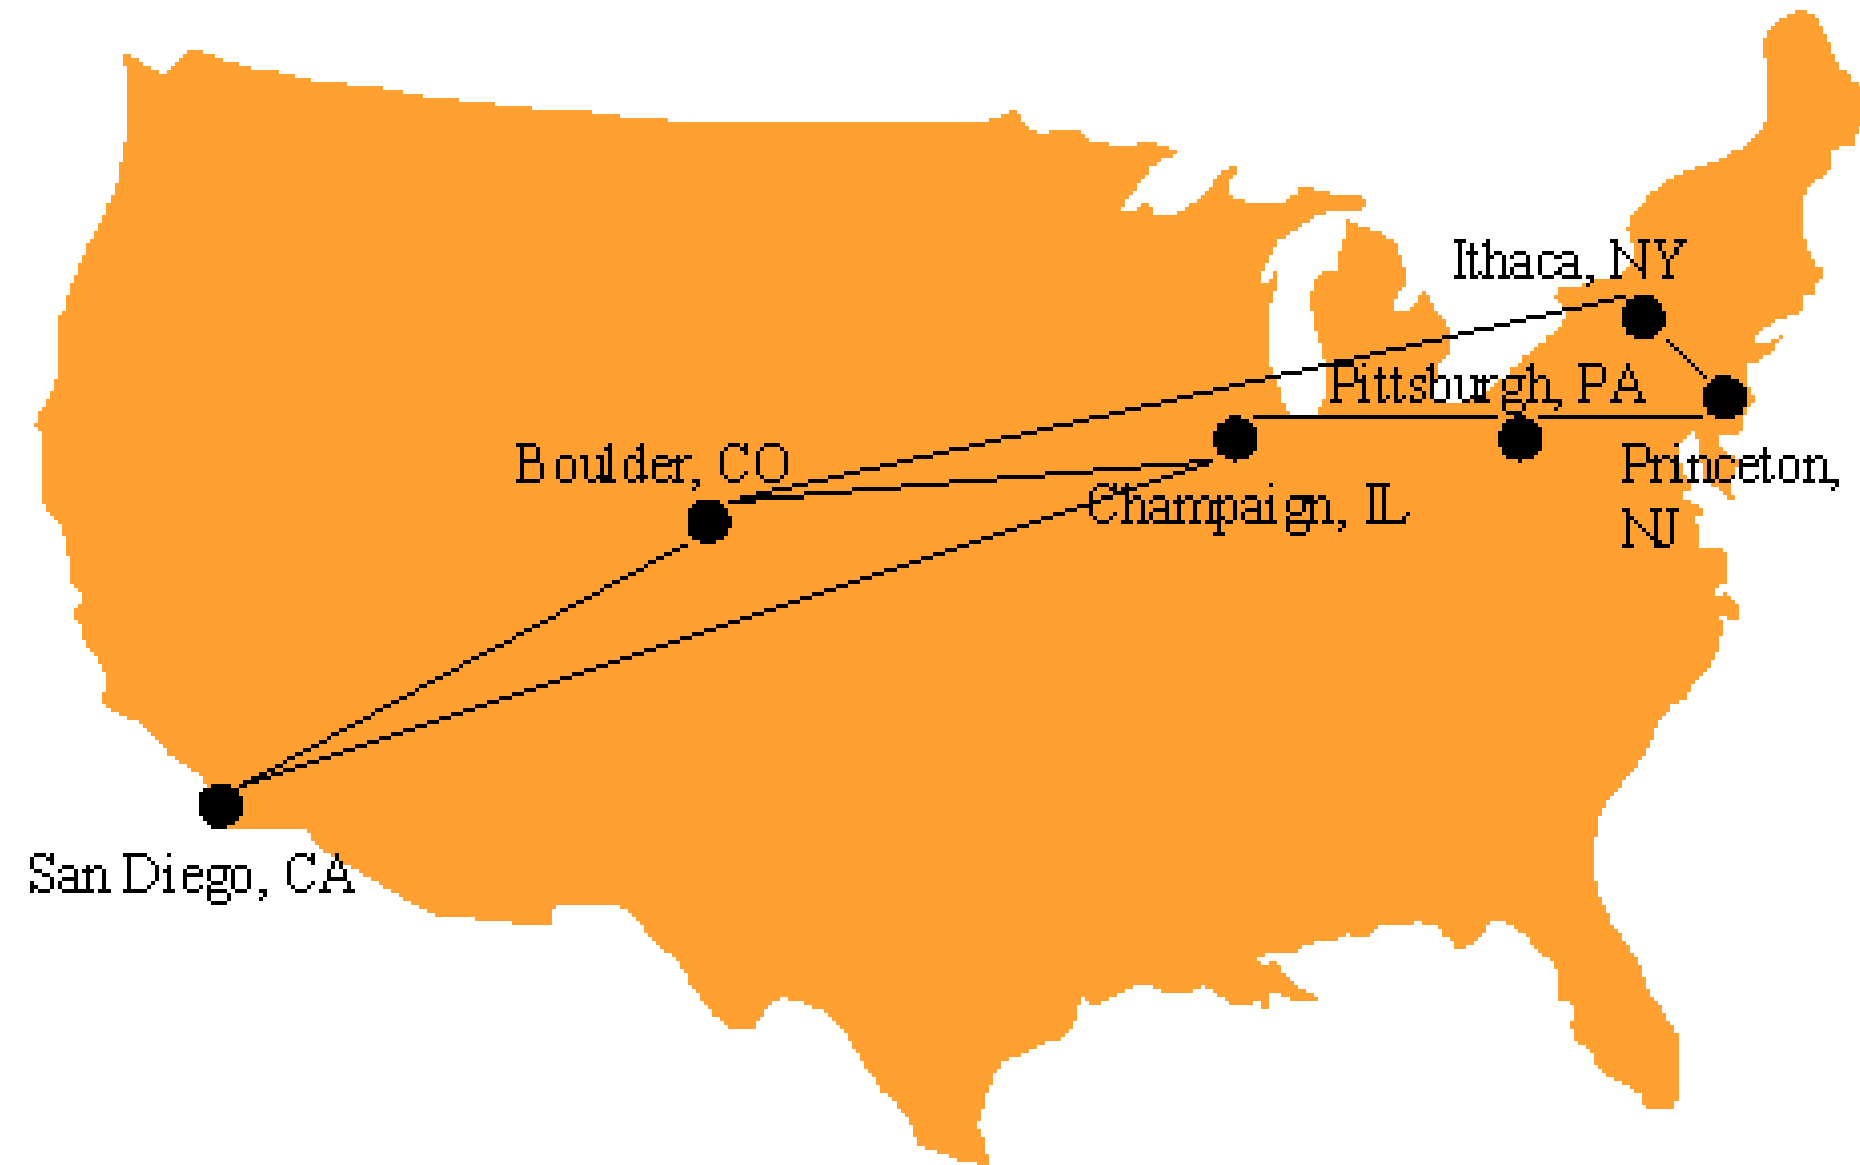 Ithaca, NY
Pittsburgh, PA
Boulder, CO
Princeton,
NJ
Champaign, IL
San Diego, CA